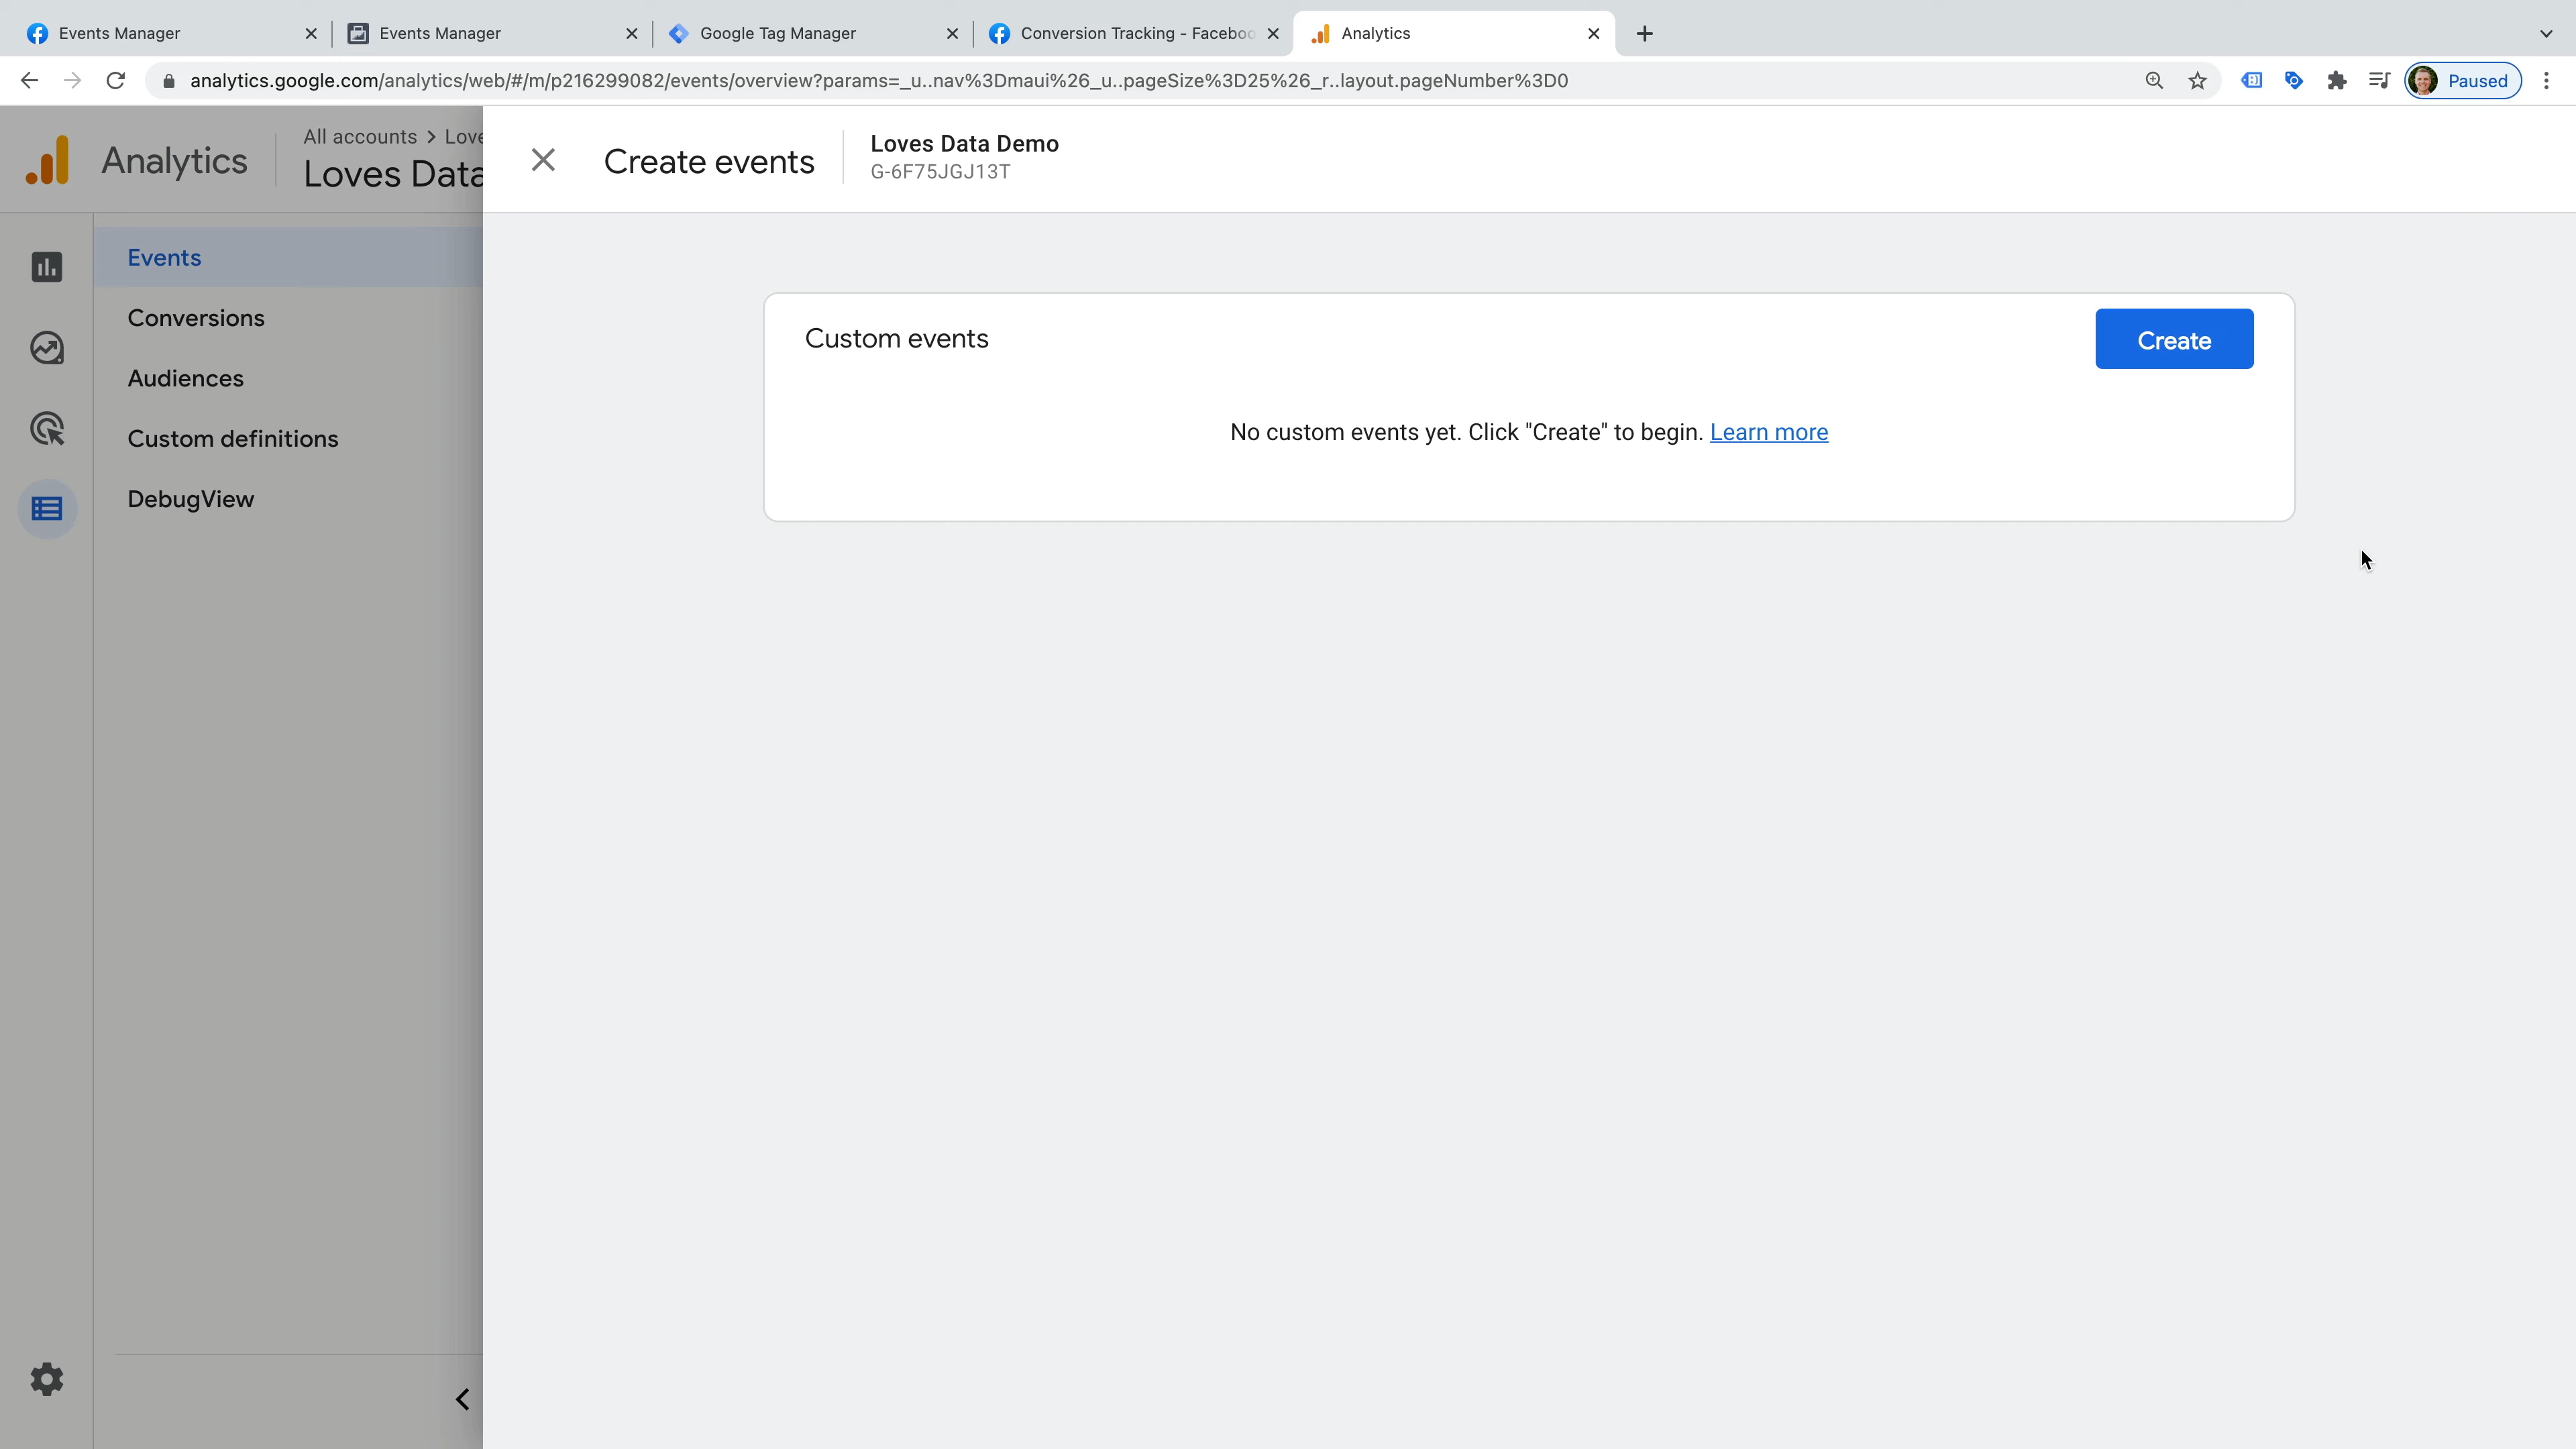 Events Manager
Events Manager
Google Tag Manager
Conversion Tracking - Faceboo
Analytics
analytics.google.com/analytics/web/#/m/p216299082/events/overview?params=_u..nav%3Dmaui%26_u..pageSize%3D25%26_r..layout.pageNumber%3D0
Paused
Analytics
All accounts > Love
Loves Data
Create events
Loves Data Demo
G-6F75JGJ13T
Events
Conversions
Audiences
Custom definitions
DebugView
Custom events
Create
No custom events yet. Click "Create" to begin. Learn more